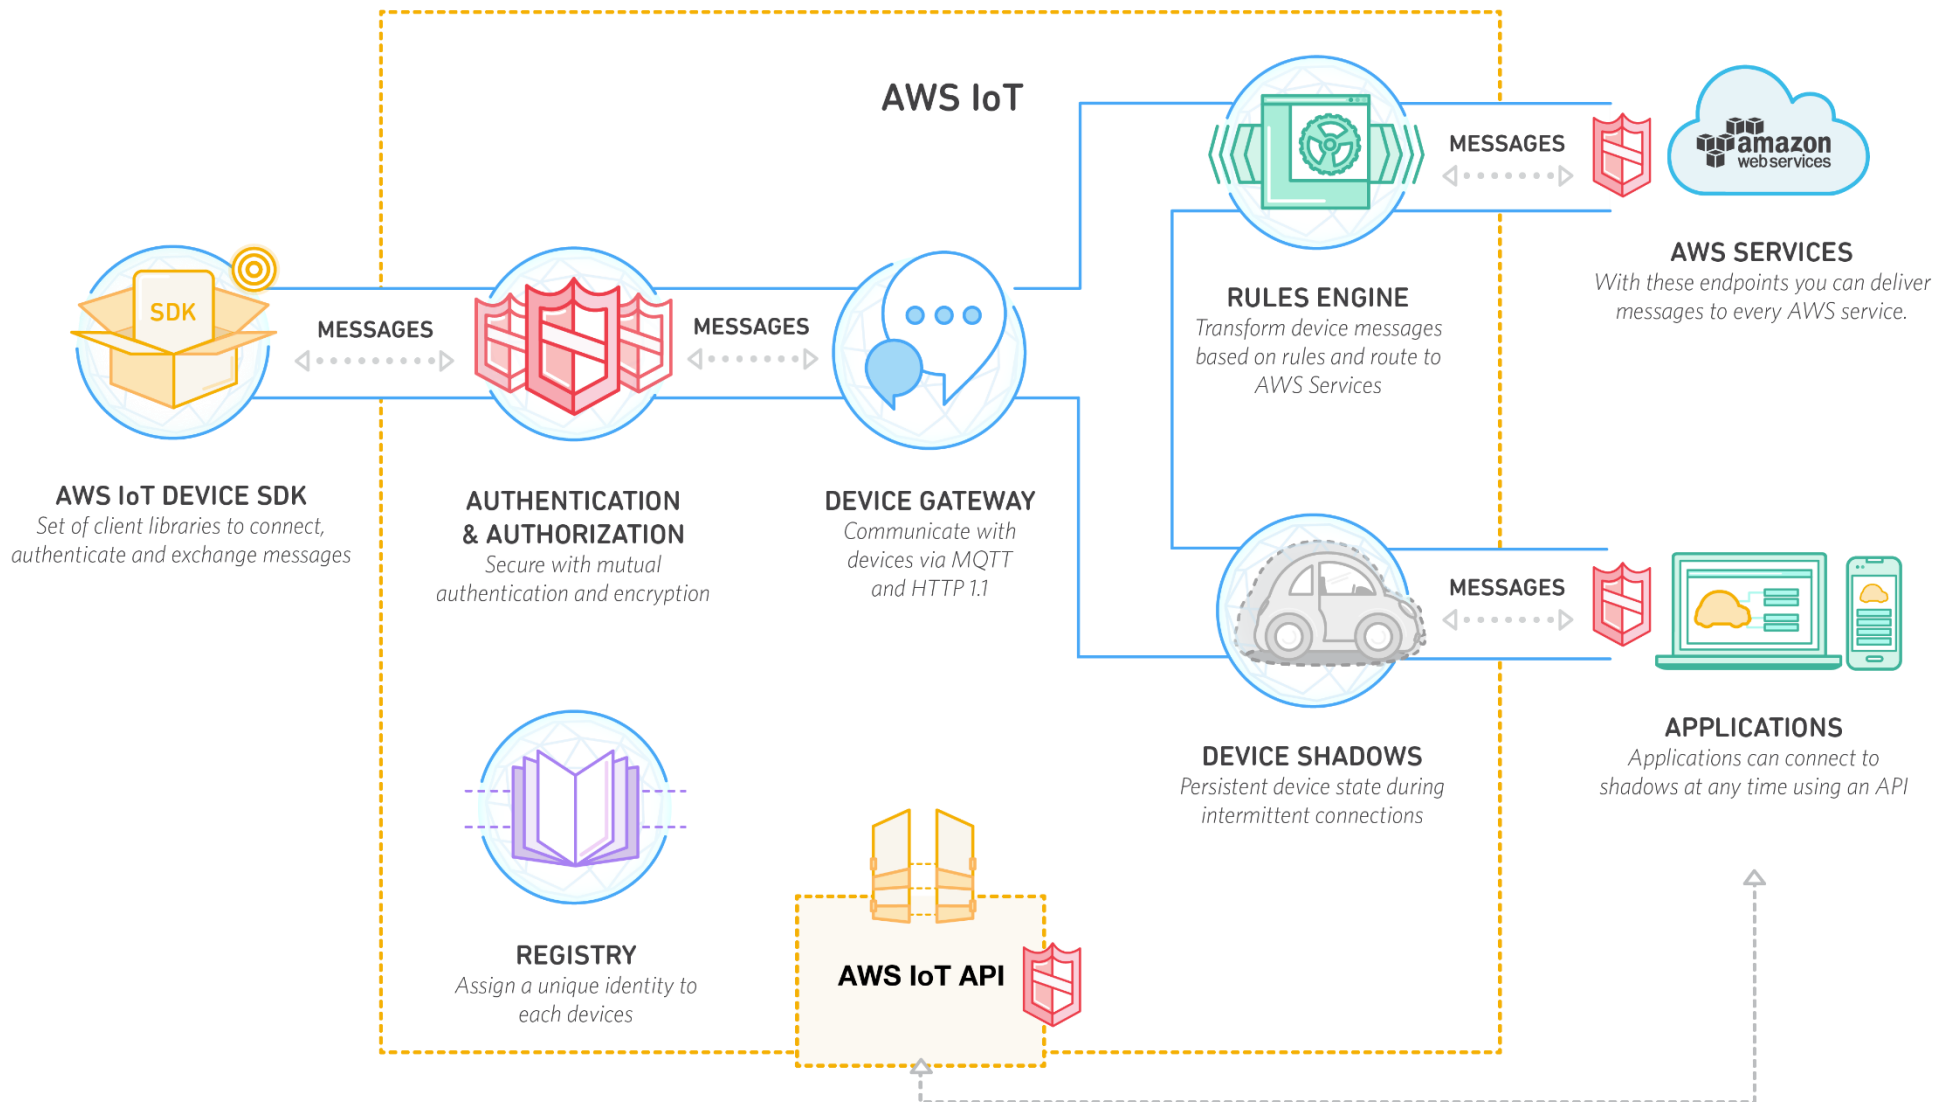 AWS IoT
MESSAGES
amazon
webservices
AWS SERVICES
With these endpoints you can deliver
messages to every AWS service.
SDK
MESSAGES
MESSAGES
RULES ENGINE
Transform device messages
based on rules and route to
AWS Services
AWS IoT DEVICE SDK
Set of client libraries to connect,
authenticate and exchange messages
AUTHENTICATION
& AUTHORIZATION
Secure with mutual
authentication and encryption
DEVICE GATEWAY
Communicate with
devices via MQTT
and HTTP 1.1
MESSAGES
DEVICE SHADOWS
Persistent device state during
intermittent connections
APPLICATIONS
Applications can connect to
shadows at any time using an API
REGISTRY
Assign a unique identity to
each devices
AWS IoT API